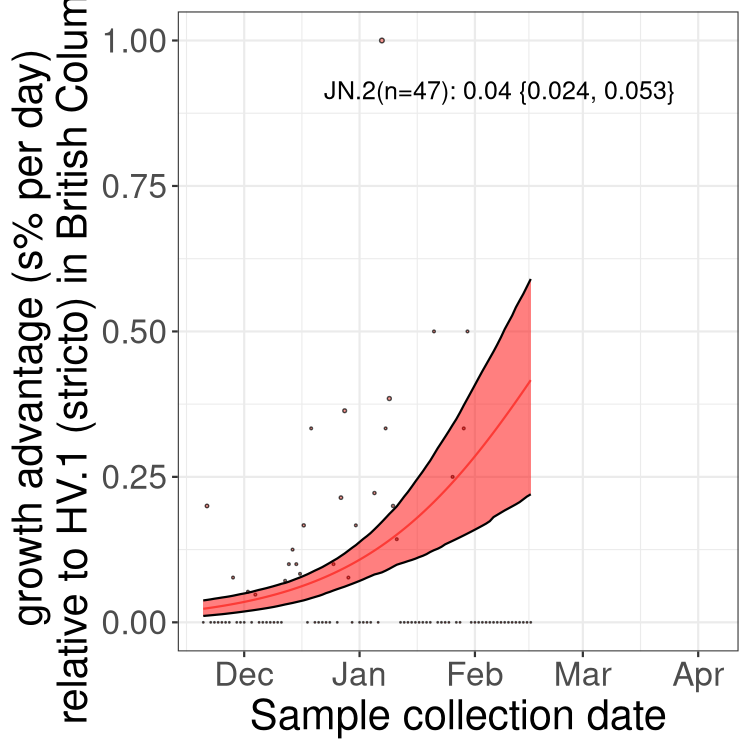 growth advantage (s% per day)
relative to HV.1 (stricto) in British Colum
1.00
0.75
0.50
0.25
0.00
JN.2(n=47): 0.04 {0.024, 0.053}
Dec Jan Feb Mar Apr
Sample collection date